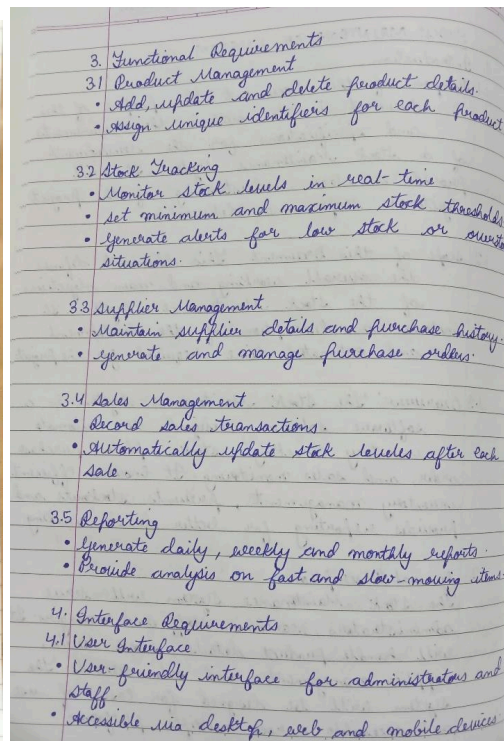 3. Functional Requirements
3.1 Product Management
• Add, update and delete product details.
• Assign unique identifiers for each product
3.2 Stock Tracking
• Monitor stock levels in real-time
• set minimum and maximum stock thresholds
• generate alerts for low stock or oversto
situations.
3.3 Supplier Management
• Maintain supplier details and purchase history.
• generate and manage purchase orders.
3.4 Sales Management.
• Record sales transactions.
• Automatically update stock leveles after each
sale.
3.5 Reporting
• Generate daily, weekly and monthly reports.
• Provide analysis on fast and slow-moving items.
4. Interface Requirements
4.1 User Interface
• User-friendly interface for administrators and
staff.
• Accessible via desktop, web and mobile devices